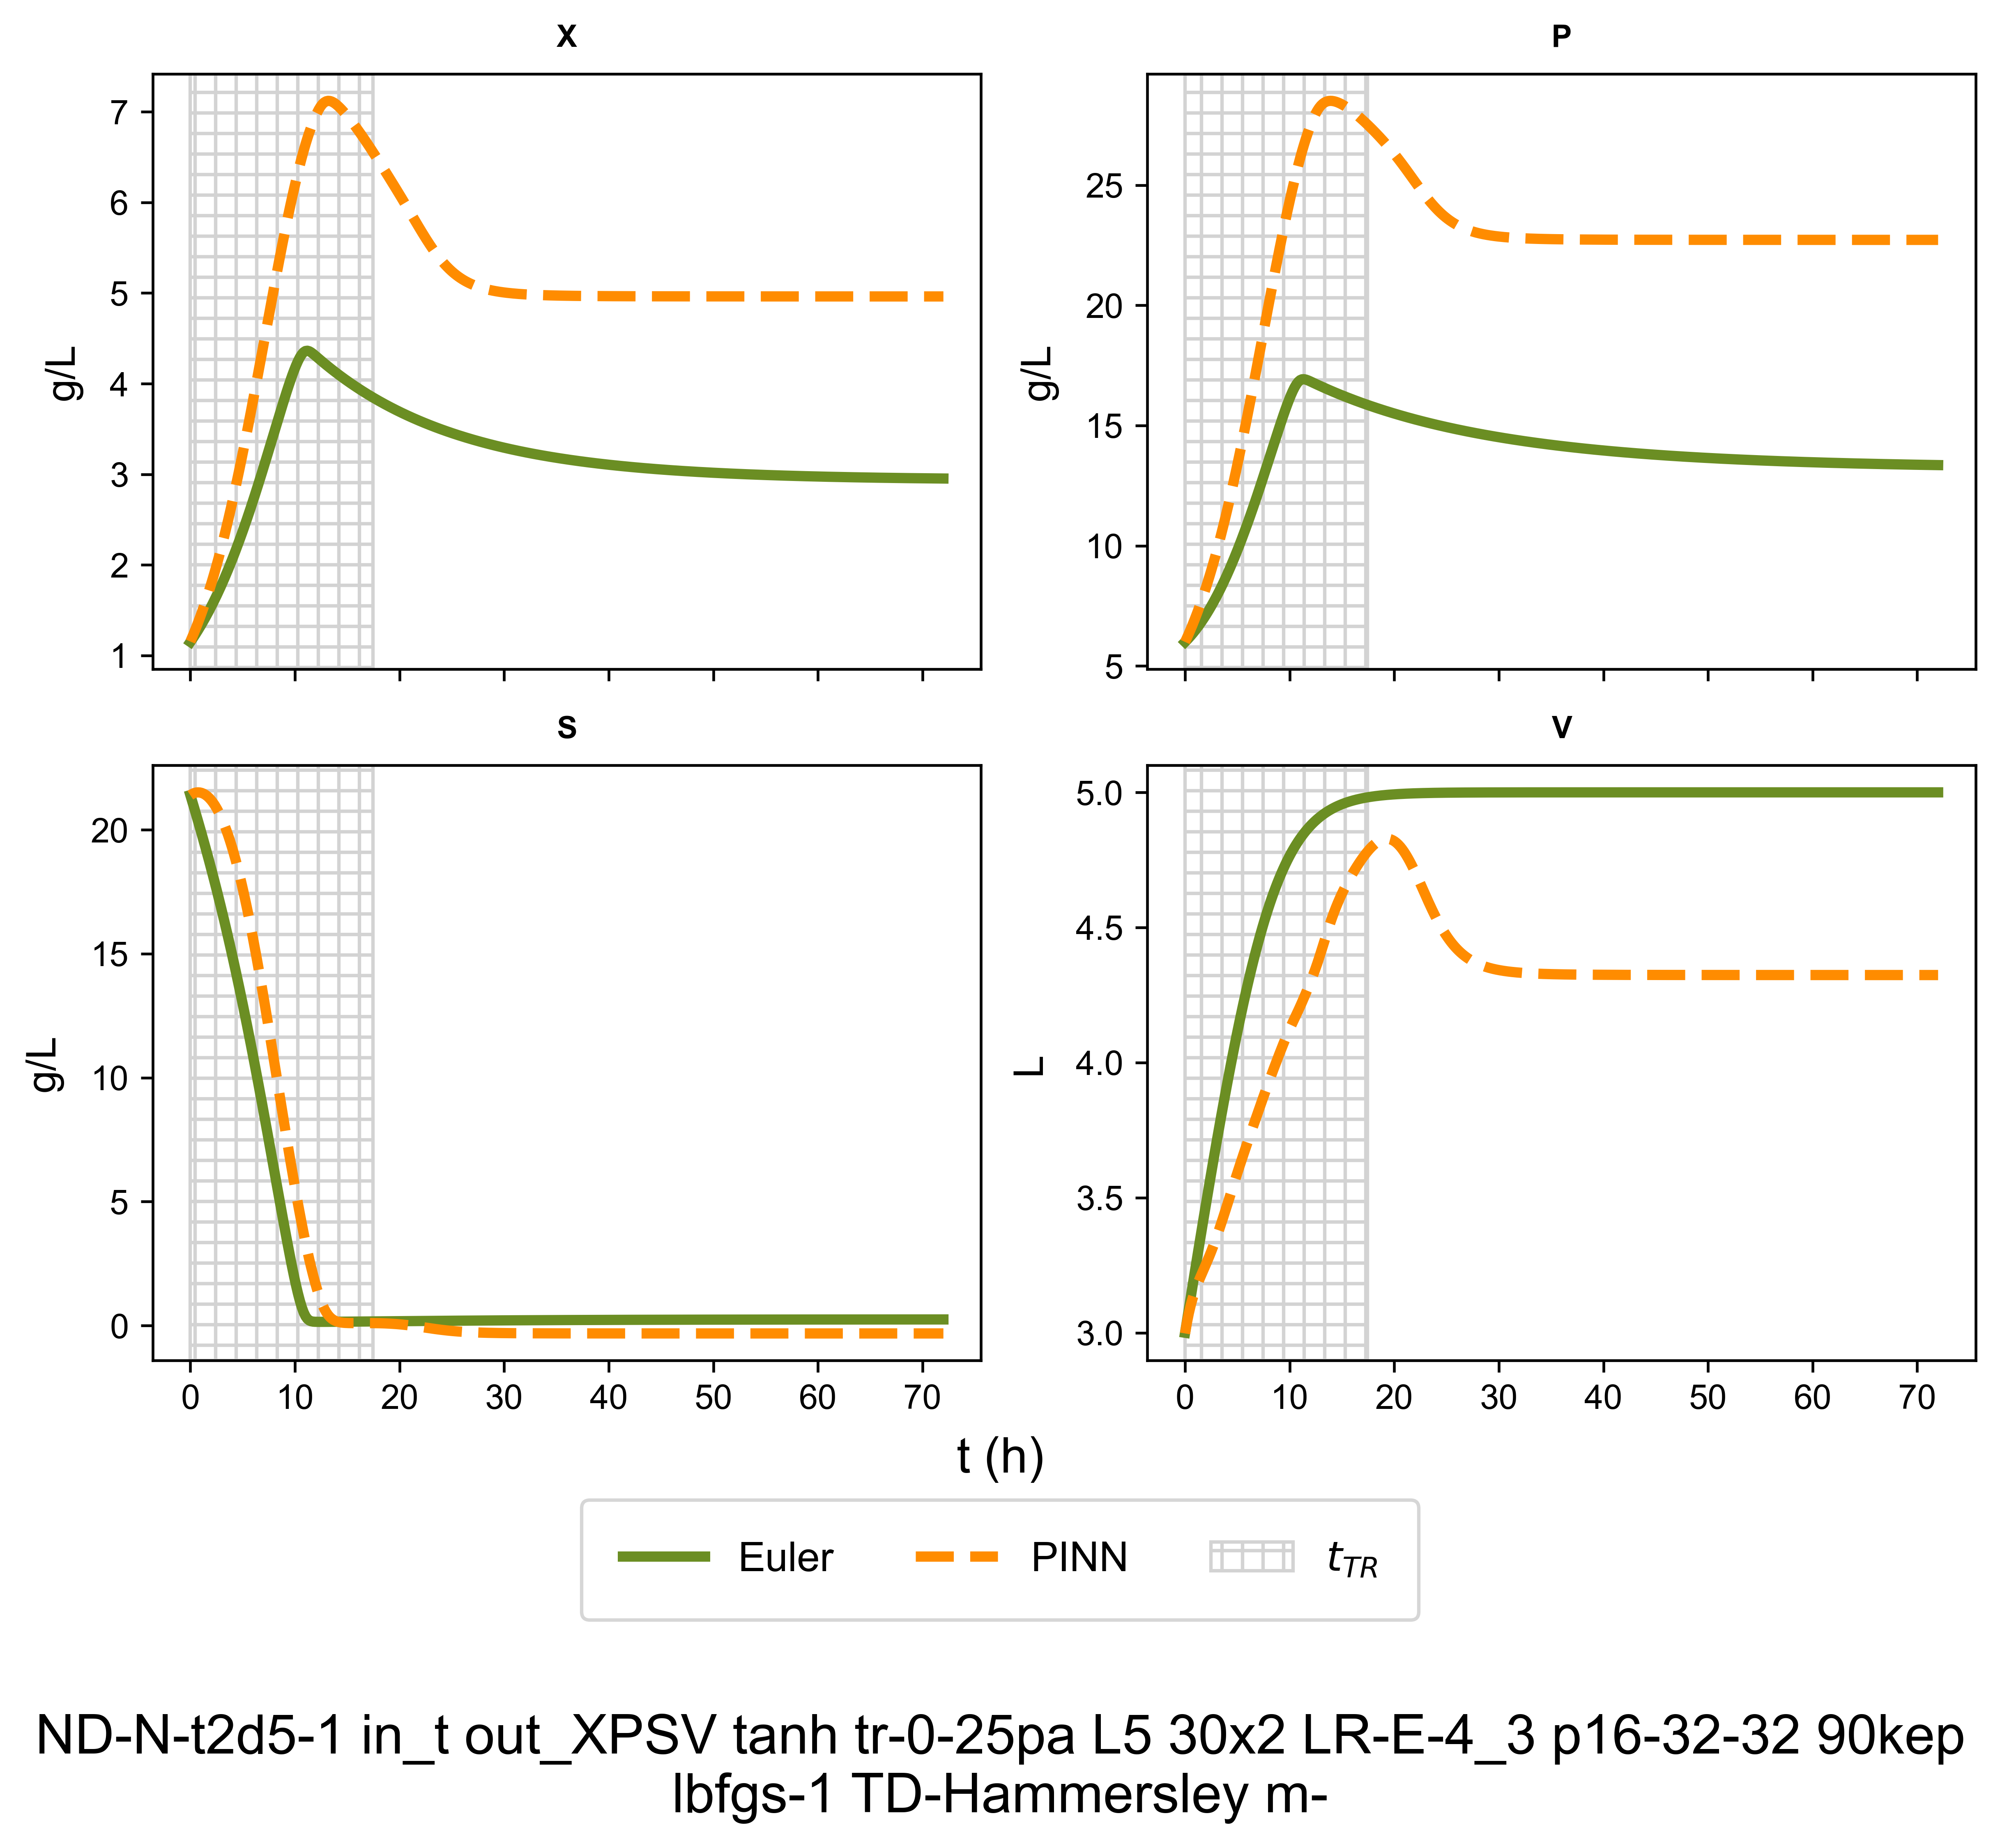 X
P
7
6
5
4
3
2
1
g/L
25
20
15
10
5
g/L
S
V
20
15
10
5
0
g/L
0 10 20 30 40 50 60 70
5.0
4.5
4.0
3.5
3.0
L
0 10 20 30 40 50 60 70
t (h)
Euler PINN t_TR
ND-N-t2d5-1 in_t out_XPSV tanh tr-0-25pa L5 30x2 LR-E-4_3 p16-32-32 90kep
lbfgs-1 TD-Hammersley m-